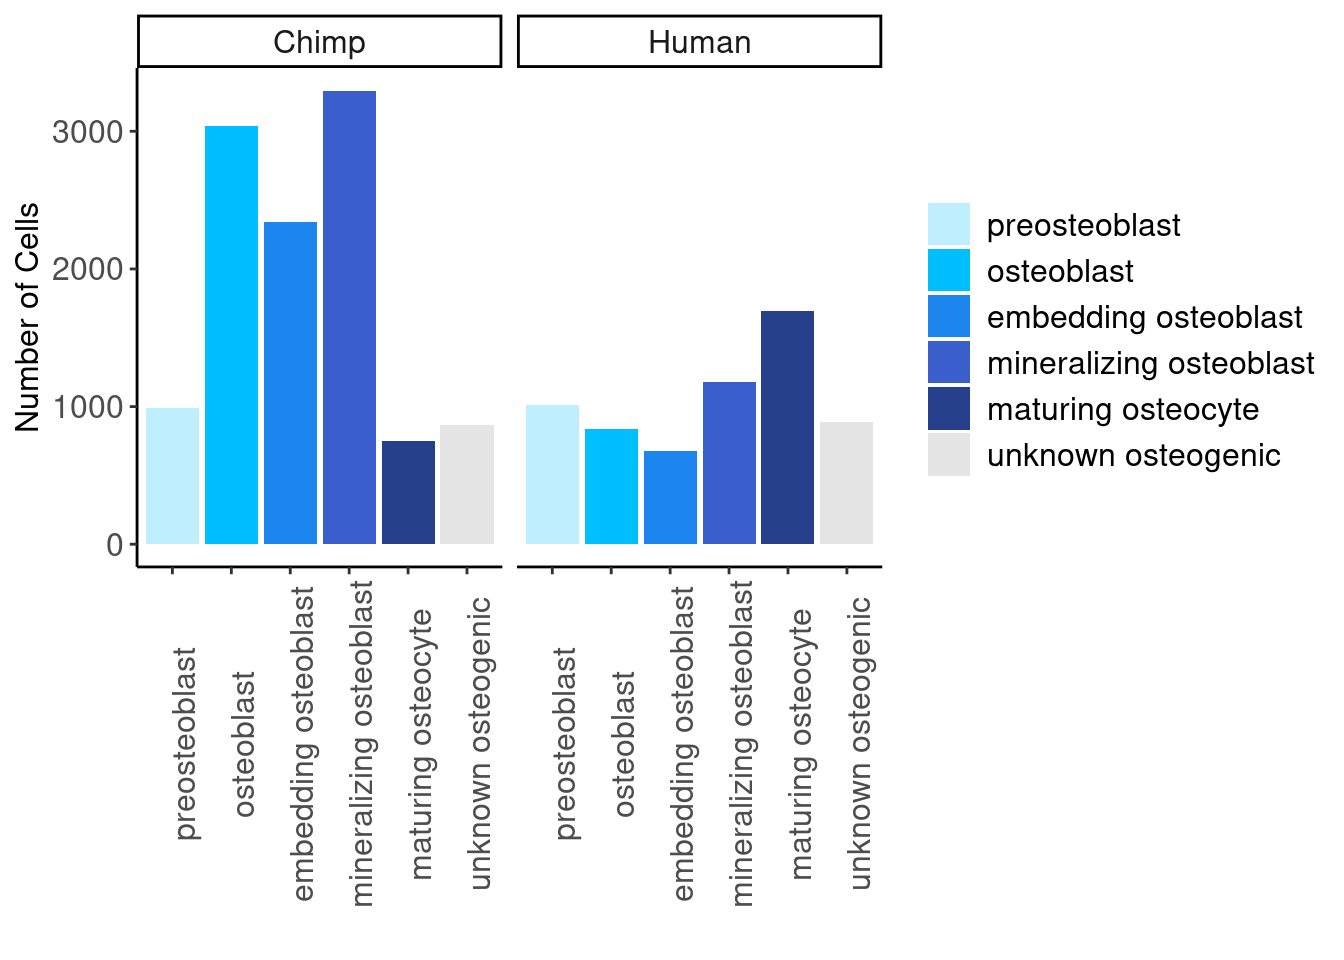 Chimp
Human
Number of Cells
3000
2000
1000
0
preosteoblast
osteoblast
embedding osteoblast
mineralizing osteoblast
maturing osteocyte
unknown osteogenic
preosteoblast
osteoblast
embedding osteoblast
mineralizing osteoblast
maturing osteocyte
unknown osteogenic
preosteoblast
osteoblast
embedding osteoblast
mineralizing osteoblast
maturing osteocyte
unknown osteogenic